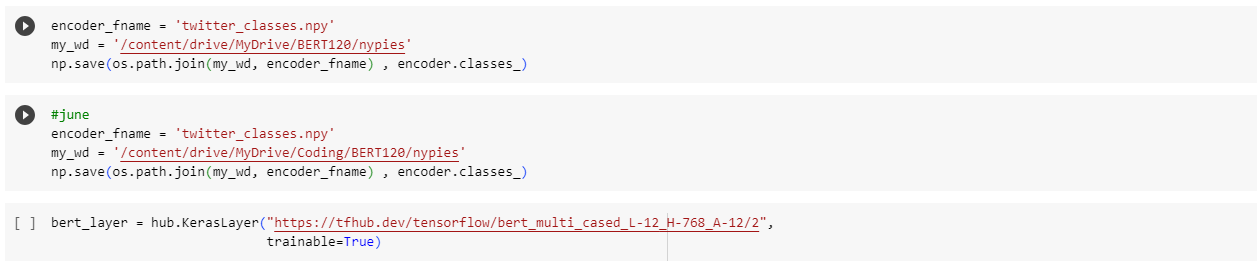 encoder_fname = 'twitter_classes.npy'
my_wd = '/content/drive/MyDrive/BERT120/nypies'
np.save(os.path.join(my_wd, encoder_fname) , encoder.classes_)
#june
encoder_fname = 'twitter_classes.npy'
my_wd = '/content/drive/MyDrive/Coding/BERT120/nypies'
np.save(os.path.join(my_wd, encoder_fname) , encoder.classes_)
[ ] bert_layer = hub.KerasLayer("https://tfhub.dev/tensorflow/bert_multi_cased_L-12_H-768_A-12/2",
trainable=True)